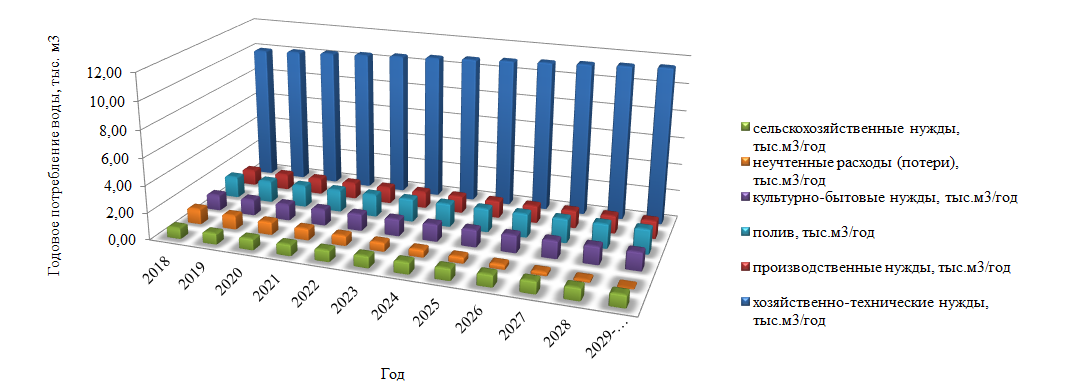 Годовое потребление воды, тыс. м3
12,00
10,00
8,00
6,00
4,00
2,00
0,00
2018
2019
2020
2021
2022
2023
2024
2025
2026
2027
2028
2029-...
Год
сельскохозяйственные нужды,
тыс.м3/год
неучтенные расходы (потери),
тыс.м3/год
культурно-бытовые нужды, тыс.м3/год
полив, тыс.м3/год
производственные нужды, тыс.м3/год
хозяйственно-технические нужды,
тыс.м3/год